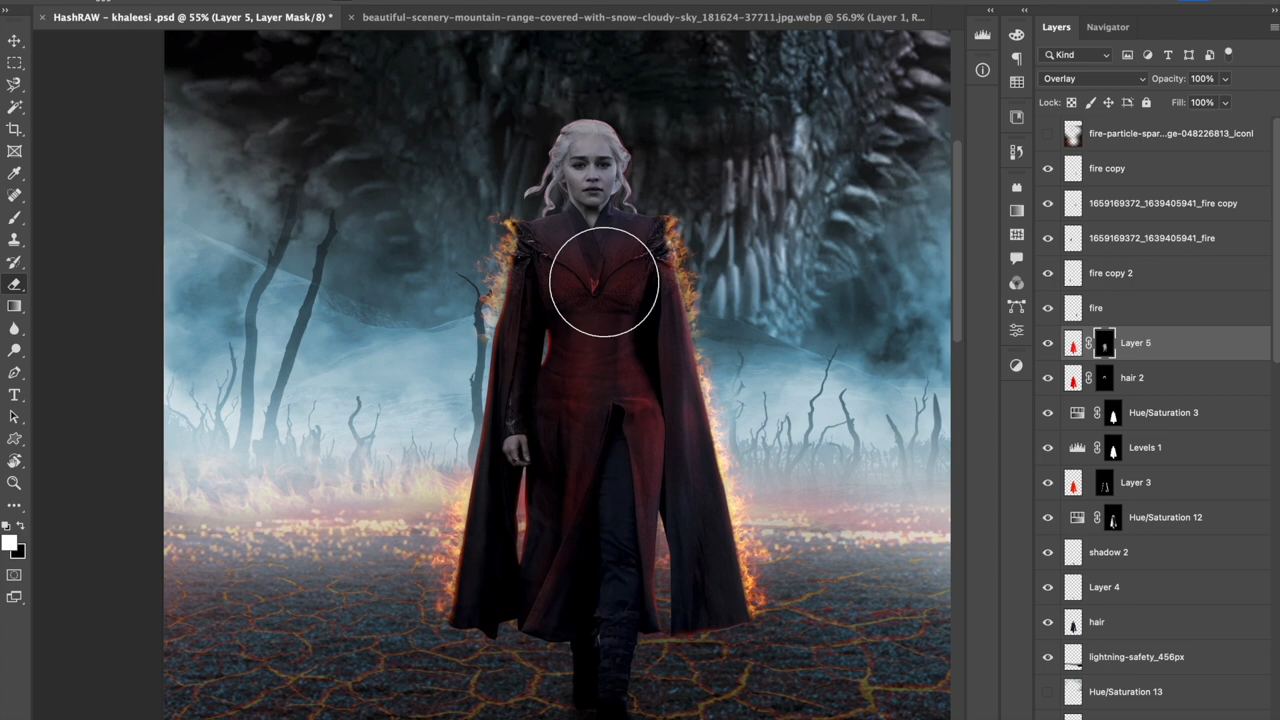 HashRAW - khaleesi .psd @ 55% (Layer 5, Layer Mask/8) *
beautiful-scenery-mountain-range-covered-with-snow-cloudy-sky_181624-37711.jpg.webp @ 56.9% (Layer 1, R...
Layers
Navigator
Kind
Overlay
Opacity: 100%
Lock:
Fill: 100%
fire-particle-spar...ge-048226813_iconl
fire copy
1659169372_1639405941_fire copy
1659169372_1639405941_fire
fire copy 2
fire
Layer 5
hair 2
Hue/Saturation 3
Levels 1
Layer 3
Hue/Saturation 12
shadow 2
Layer 4
hair
lightning-safety_456px
Hue/Saturation 13